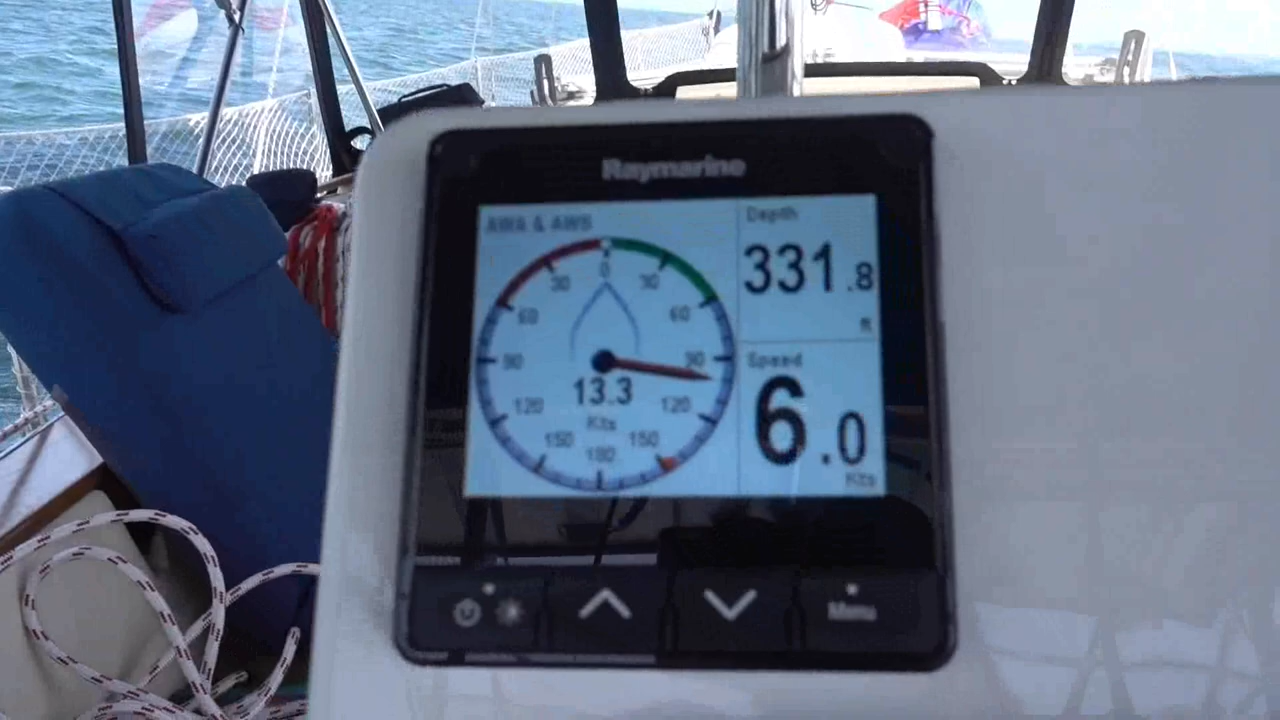 Raymarine
AWA & AWS
Depth
0
30
30
331.8
60
60
ft
90
90
Speed
13.3
6.0
120
120
Kts
150
150
180
Kts
Menu